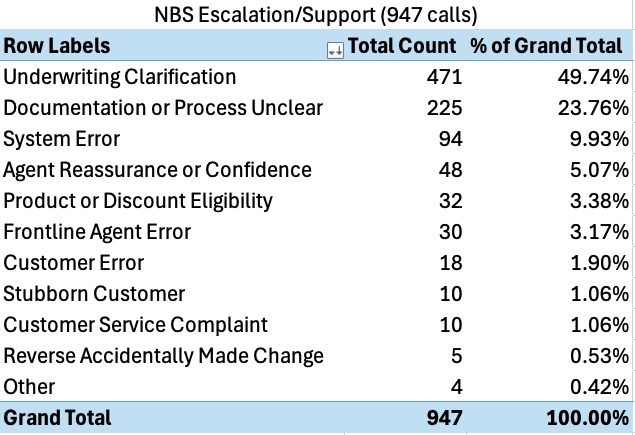 NBS Escalation/Support (947 calls)
Row Labels Total Count % of Grand Total
Underwriting Clarification 471 49.74%
Documentation or Process Unclear 225 23.76%
System Error 94 9.93%
Agent Reassurance or Confidence 48 5.07%
Product or Discount Eligibility 32 3.38%
Frontline Agent Error 30 3.17%
Customer Error 18 1.90%
Stubborn Customer 10 1.06%
Customer Service Complaint 10 1.06%
Reverse Accidentally Made Change 5 0.53%
Other 4 0.42%
Grand Total 947 100.00%